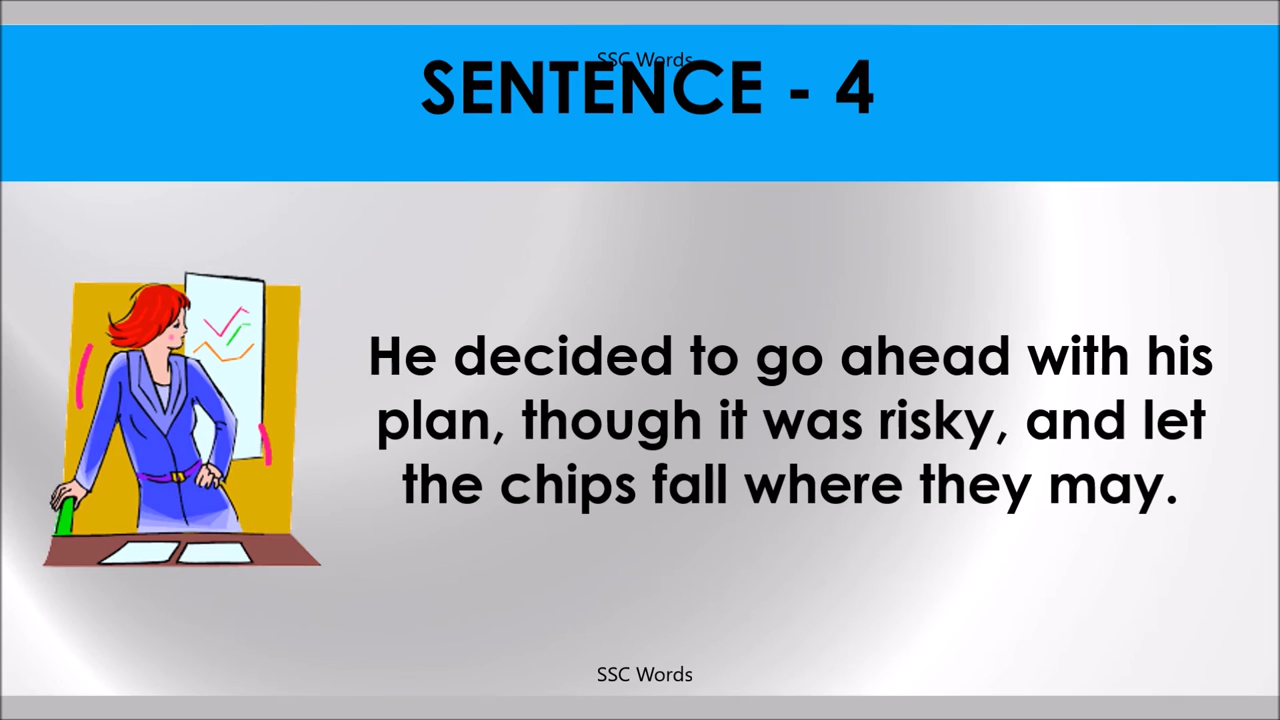 SSC Words
SENTENCE - 4
He decided to go ahead with his
plan, though it was risky, and let
the chips fall where they may.
SSC Words